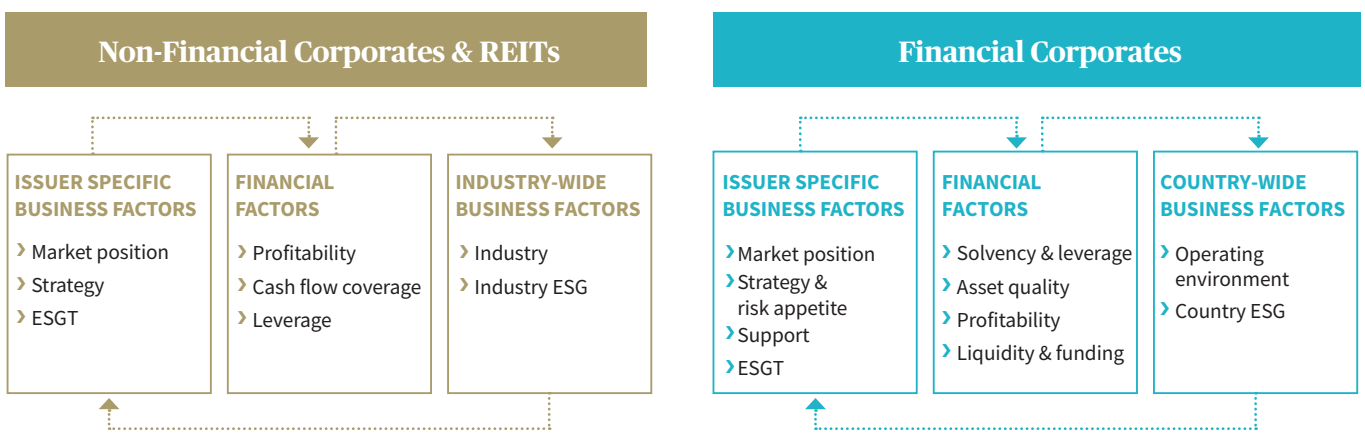 Non-Financial Corporates & REITs
ISSUER SPECIFIC
BUSINESS FACTORS
› Market position
› Strategy
› ESGT
FINANCIAL
FACTORS
› Profitability
› Cash flow coverage
› Leverage
INDUSTRY-WIDE
BUSINESS FACTORS
› Industry
› Industry ESG
Financial Corporates
ISSUER SPECIFIC
BUSINESS FACTORS
› Market position
› Strategy &
risk appetite
› Support
› ESGT
FINANCIAL
FACTORS
› Solvency & leverage
› Asset quality
› Profitability
› Liquidity & funding
COUNTRY-WIDE
BUSINESS FACTORS
› Operating
environment
› Country ESG